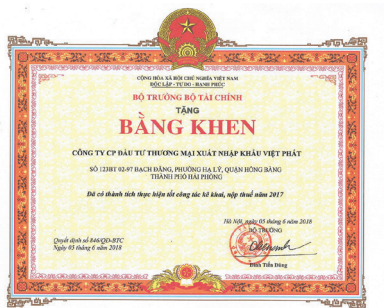 CỘNG HÒA XÃ HỘI CHỦ NGHĨA VIỆT NAM
ĐỘC LẬP - TỰ DO - HẠNH PHÚC
BỘ TRƯỞNG BỘ TÀI CHÍNH
TẶNG
BẰNG KHEN
CÔNG TY CP ĐẦU TƯ THƯƠNG MẠI XUẤT NHẬP KHẨU VIỆT PHÁT
SỐ 123BT 02-97 BẠCH ĐẰNG, PHƯỜNG HẠ LÝ, QUẬN HỒNG BÀNG
THÀNH PHỐ HẢI PHÒNG
Đã có thành tích thực hiện tốt công tác kê khai, nộp thuế năm 2017
Hà Nội, ngày 05 tháng 6 năm 2018
BỘ TRƯỞNG
Quyết định số 846/QĐ-BTC
Ngày 05 tháng 6 năm 2018
Đinh Tiến Dũng